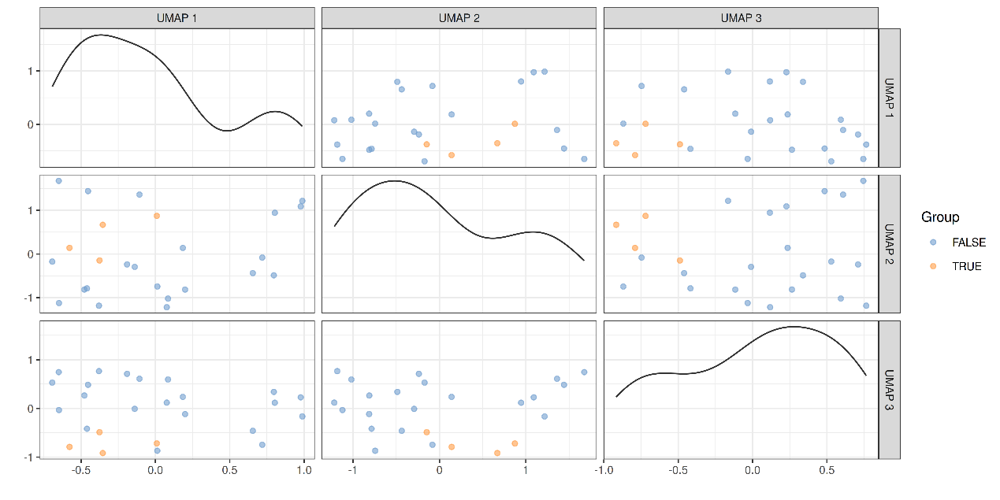 UMAP 1 UMAP 2 UMAP 3
1
0
UMAP 1
1
0
-1
UMAP 2
Group
FALSE
TRUE
1
0
-1
UMAP 3
-0.5 0.0 0.5 1.0 -1 0 1 -1.0 -0.5 0.0 0.5